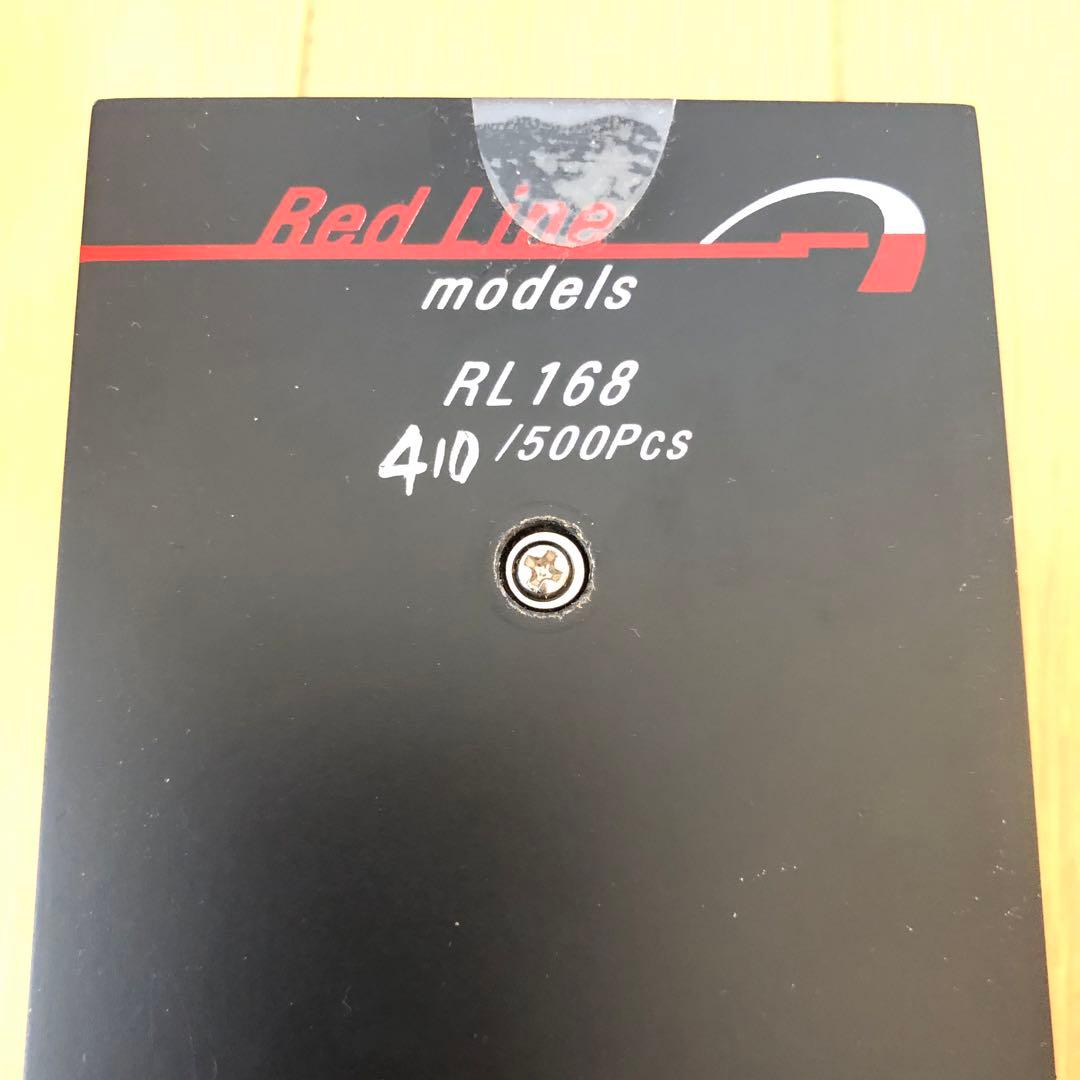 Red Line
models
RL168
410/500Pcs